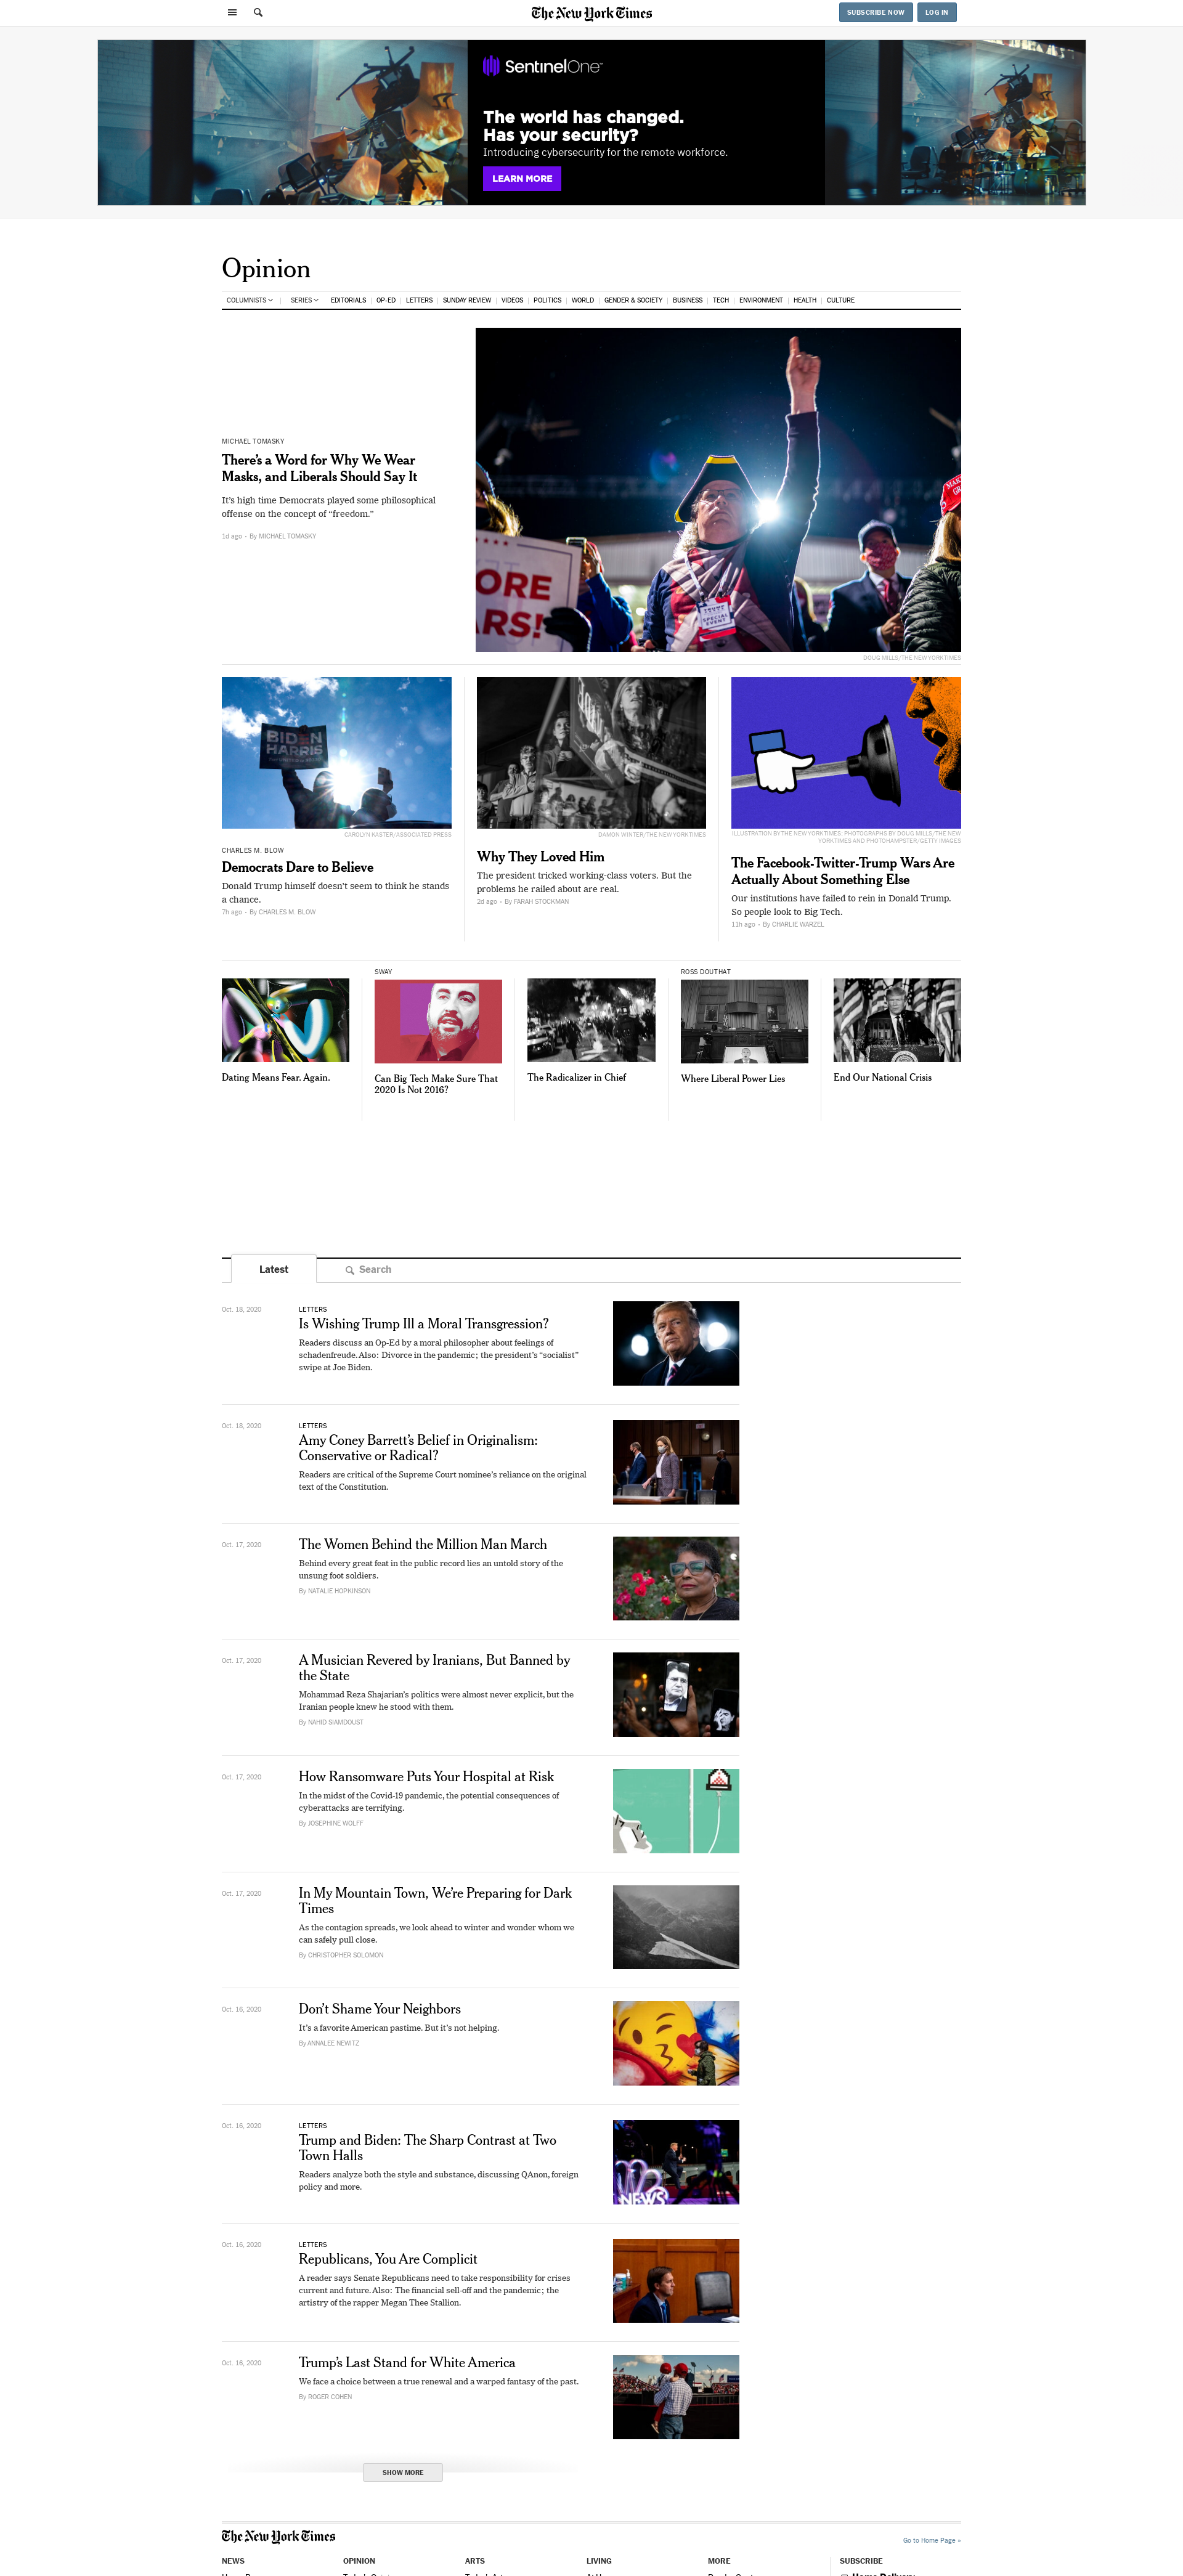 The New York Times
SUBSCRIBE NOW
LOG IN
SentinelOne™
The world has changed.
Has your security?
Introducing cybersecurity for the remote workforce.
LEARN MORE
Opinion
COLUMNISTS | SERIES EDITORIALS | OP-ED | LETTERS | SUNDAY REVIEW | VIDEOS | POLITICS | WORLD | GENDER & SOCIETY | BUSINESS | TECH | ENVIRONMENT | HEALTH | CULTURE
MICHAEL TOMASKY
There’s a Word for Why We Wear
Masks, and Liberals Should Say It
It’s high time Democrats played some philosophical
offense on the concept of “freedom.”
1d ago • By MICHAEL TOMASKY
DOUG MILLS/THE NEW YORK TIMES
BIDEN
HARRIS
CAROLYN KASTER/ASSOCIATED PRESS
CHARLES M. BLOW
Democrats Dare to Believe
Donald Trump himself doesn’t seem to think he stands
a chance.
7h ago • By CHARLES M. BLOW
DAMON WINTER/THE NEW YORK TIMES
Why They Loved Him
The president tricked working-class voters. But the
problems he railed about are real.
2d ago • By FARAH STOCKMAN
ILLUSTRATION BY THE NEW YORK TIMES; PHOTOGRAPHS BY DOUG MILLS/THE NEW
YORK TIMES AND PHOTOHAMPSTER/GETTY IMAGES
The Facebook-Twitter-Trump Wars Are
Actually About Something Else
Our institutions have failed to rein in Donald Trump.
So people look to Big Tech.
11h ago • By CHARLIE WARZEL
Dating Means Fear. Again.
SWAY
Can Big Tech Make Sure That
2020 Is Not 2016?
The Radicalizer in Chief
ROSS DOUTHAT
Where Liberal Power Lies
End Our National Crisis
Latest
Search
Oct. 18, 2020
LETTERS
Is Wishing Trump Ill a Moral Transgression?
Readers discuss an Op-Ed by a moral philosopher about feelings of
schadenfreude. Also: Divorce in the pandemic; the president’s “socialist”
swipe at Joe Biden.
Oct. 18, 2020
LETTERS
Amy Coney Barrett’s Belief in Originalism:
Conservative or Radical?
Readers are critical of the Supreme Court nominee’s reliance on the original
text of the Constitution.
Oct. 17, 2020
The Women Behind the Million Man March
Behind every great feat in the public record lies an untold story of the
unsung foot soldiers.
By NATALIE HOPKINSON
Oct. 17, 2020
A Musician Revered by Iranians, But Banned by
the State
Mohammad Reza Shajarian’s politics were almost never explicit, but the
Iranian people knew he stood with them.
By NAHID SIAMDOUST
Oct. 17, 2020
How Ransomware Puts Your Hospital at Risk
In the midst of the Covid-19 pandemic, the potential consequences of
cyberattacks are terrifying.
By JOSEPHINE WOLFF
Oct. 17, 2020
In My Mountain Town, We’re Preparing for Dark
Times
As the contagion spreads, we look ahead to winter and wonder whom we
can safely pull close.
By CHRISTOPHER SOLOMON
Oct. 16, 2020
Don’t Shame Your Neighbors
It’s a favorite American pastime. But it’s not helping.
By ANNALEE NEWITZ
Oct. 16, 2020
LETTERS
Trump and Biden: The Sharp Contrast at Two
Town Halls
Readers analyze both the style and substance, discussing QAnon, foreign
policy and more.
NEWS
Oct. 16, 2020
LETTERS
Republicans, You Are Complicit
A reader says Senate Republicans need to take responsibility for crises
current and future. Also: The financial sell-off and the pandemic; the
artistry of the rapper Megan Thee Stallion.
Oct. 16, 2020
Trump’s Last Stand for White America
We face a choice between a true renewal and a warped fantasy of the past.
By ROGER COHEN
SHOW MORE
The New York Times
Go to Home Page »
NEWS
OPINION
ARTS
LIVING
MORE
SUBSCRIBE